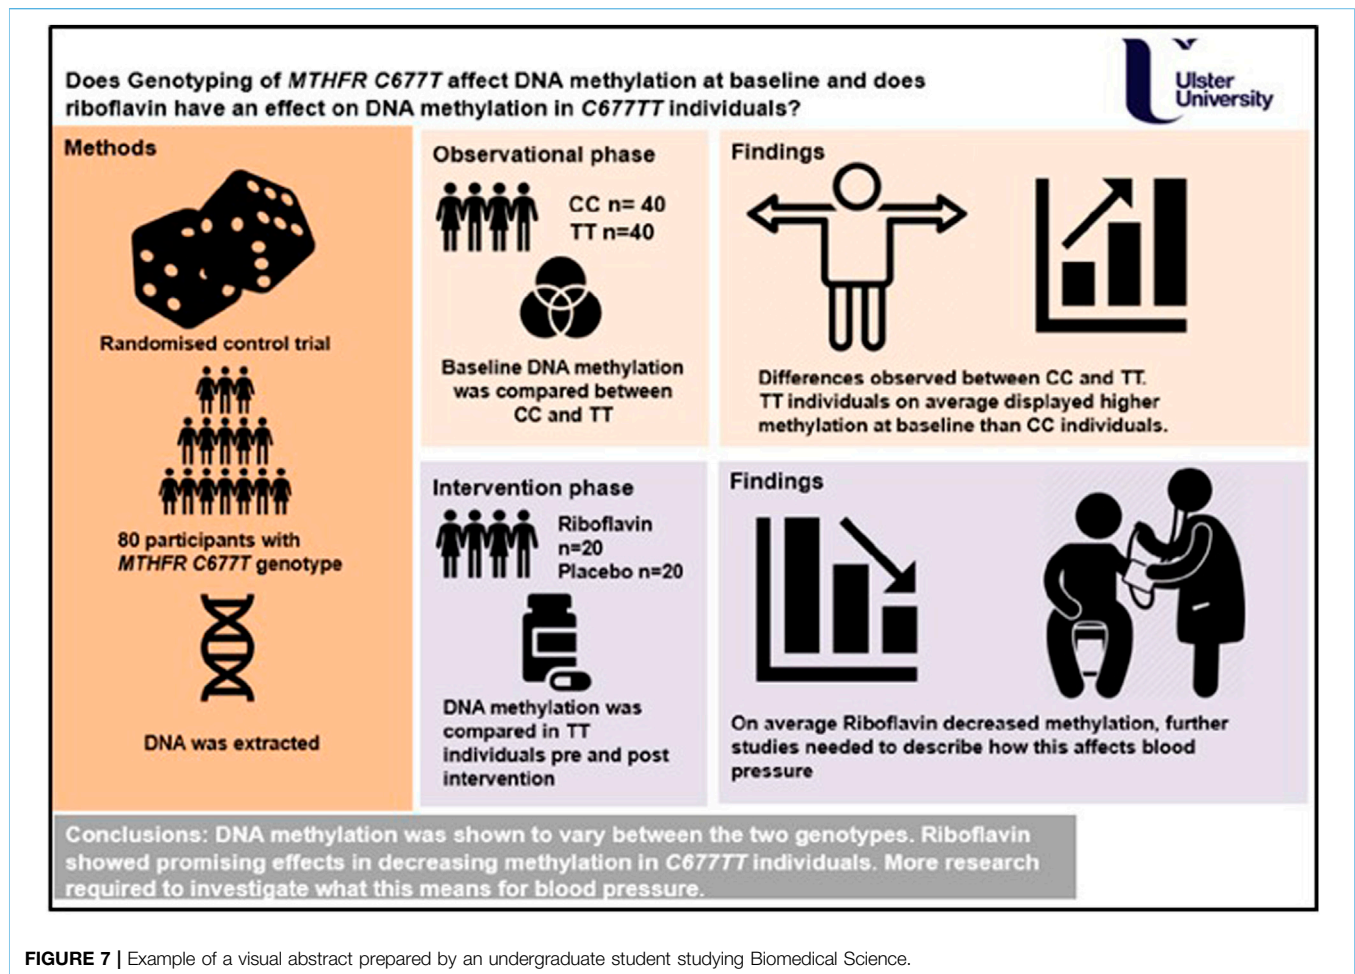 Does Genotyping of MTHFR C677T affect DNA methylation at baseline and does
riboflavin have an effect on DNA methylation in C677TT individuals?
Ulster
University
Methods
Randomised control trial
80 participants with
MTHFR C677T genotype
DNA was extracted
Observational phase
CC n= 40
TT n=40
Baseline DNA methylation
was compared between
CC and TT
Findings
Differences observed between CC and TT.
TT individuals on average displayed higher
methylation at baseline than CC individuals.
Intervention phase
Riboflavin
n=20
Placebo n=20
DNA methylation was
compared in TT
individuals pre and post
intervention
Findings
On average Riboflavin decreased methylation, further
studies needed to describe how this affects blood
pressure
Conclusions: DNA methylation was shown to vary between the two genotypes. Riboflavin
showed promising effects in decreasing methylation in C677TT individuals. More research
required to investigate what this means for blood pressure.
FIGURE 7 | Example of a visual abstract prepared by an undergraduate student studying Biomedical Science.